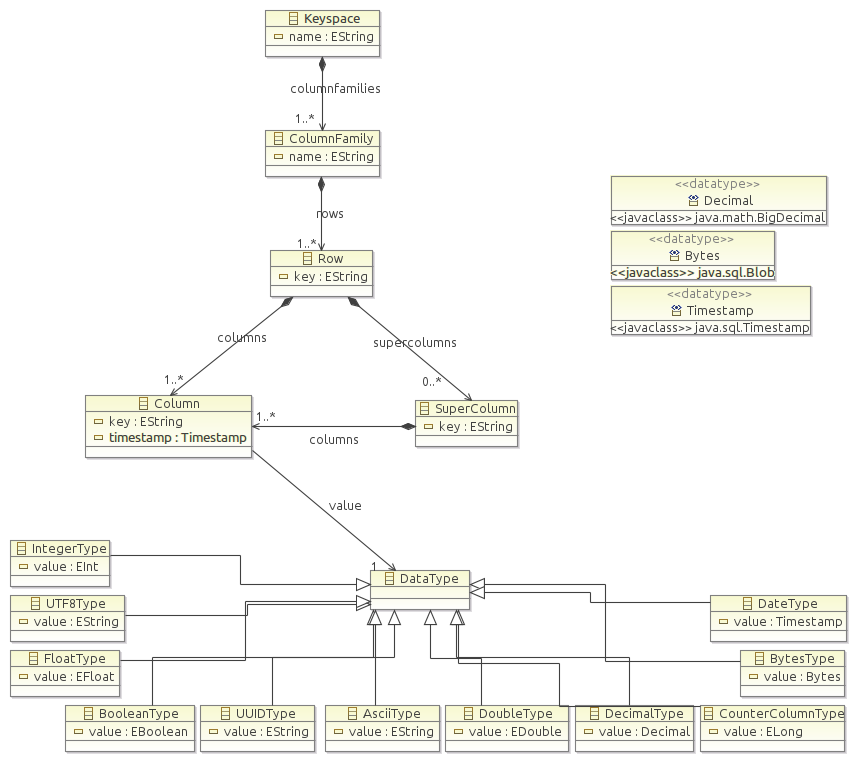 Keyspace
name : EString
columnfamilies
1..*
ColumnFamily
name : EString
rows
1..*
Row
key : EString
<<datatype>>
Decimal
<<javaclass>> java.math.BigDecimal
<<datatype>>
Bytes
<<javaclass>> java.sql.Blob
<<datatype>>
Timestamp
<<javaclass>> java.sql.Timestamp
columns
supercolumns
1..*
0..*
Column
key : EString
timestamp : Timestamp
1..*
columns
SuperColumn
key : EString
value
1
DataType
IntegerType
value : EInt
UTF8Type
value : EString
DateType
value : Timestamp
FloatType
value : EFloat
BytesType
value : Bytes
BooleanType
value : EBoolean
UUIDType
value : EString
AsciiType
value : EString
DoubleType
value : EDouble
DecimalType
value : Decimal
CounterColumnType
value : ELong